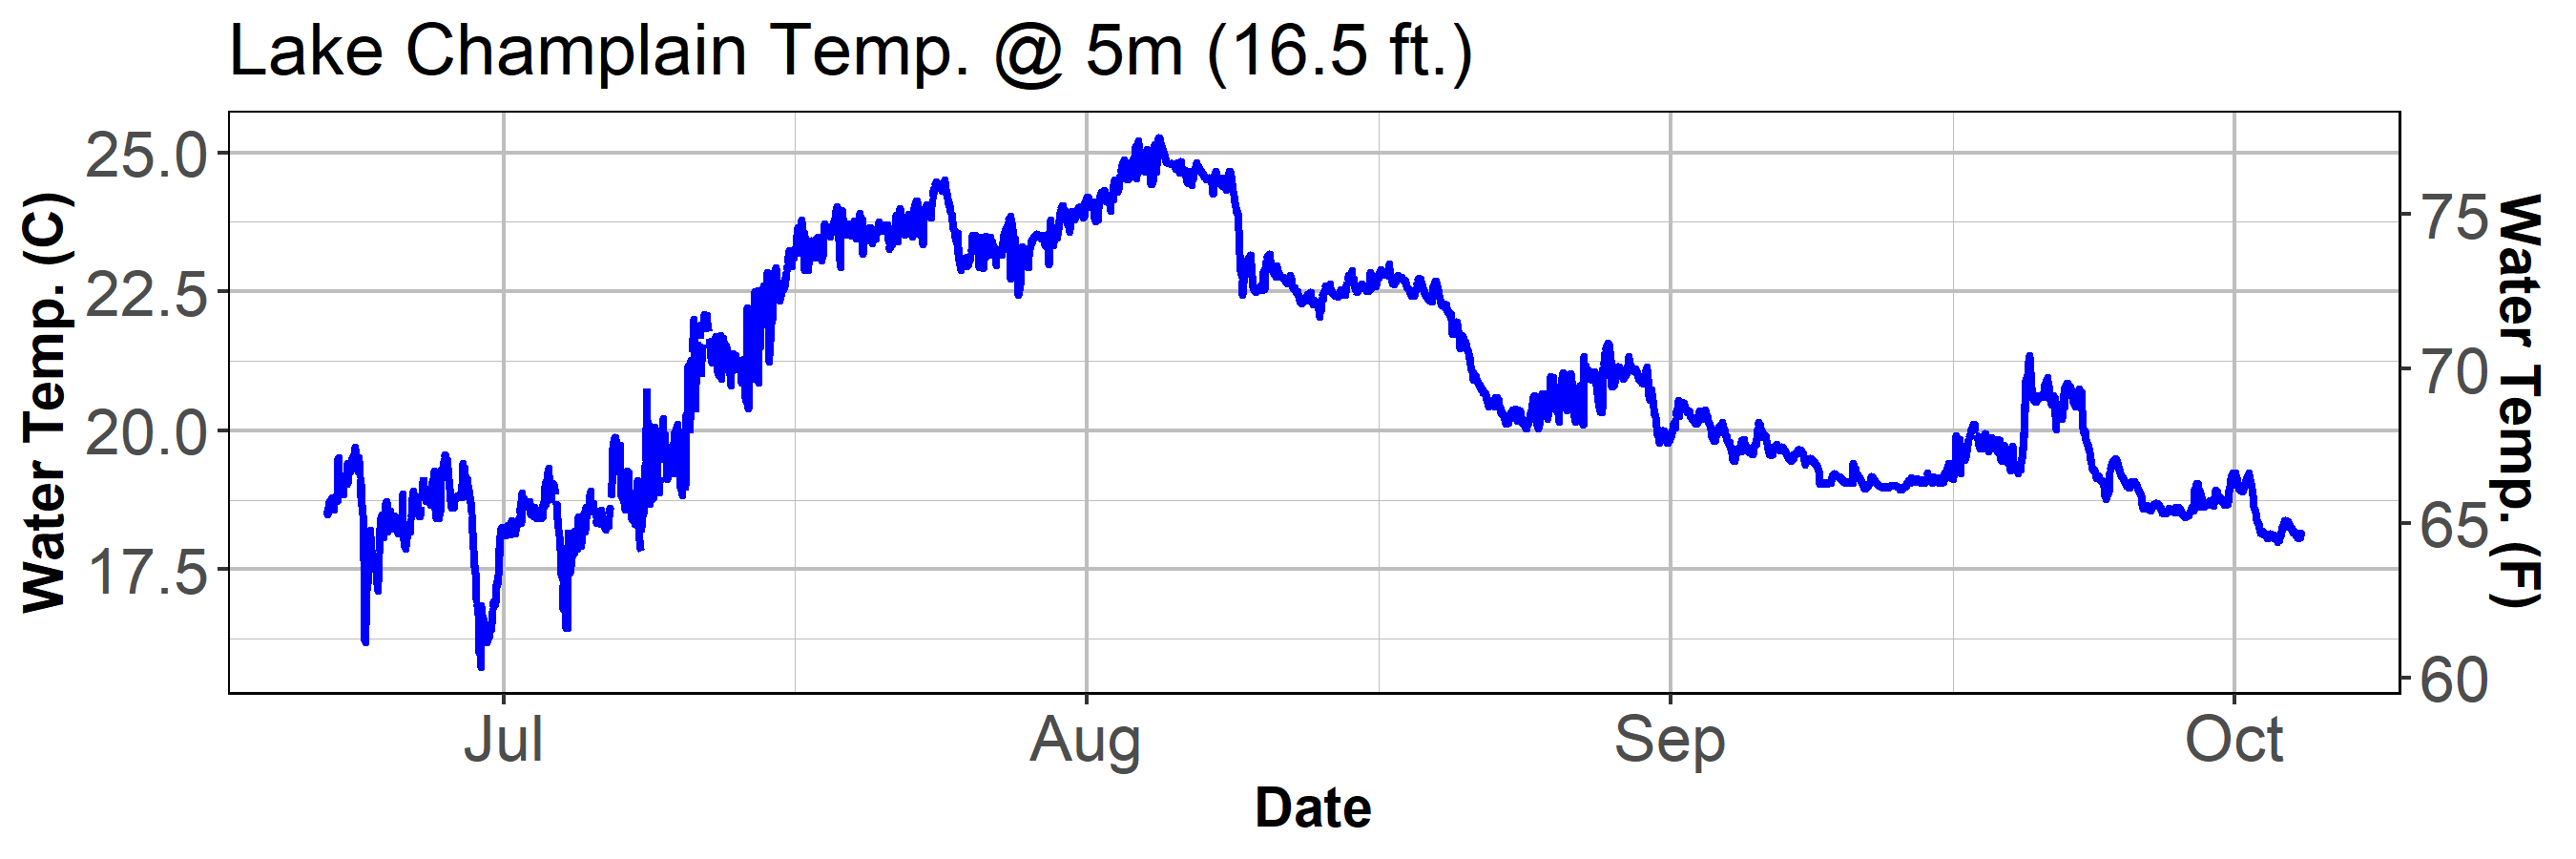 Lake Champlain Temp. @ 5m (16.5 ft.)
Water Temp. (C)
25.0
22.5
20.0
17.5
75
70
65
60
Water Temp. (F)
Jul Aug Sep Oct
Date